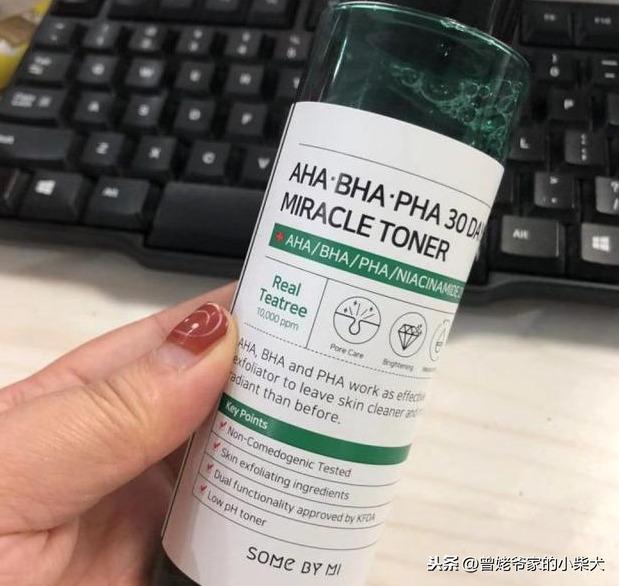 AHA·BHA·PHA 30 DA
MIRACLE TONER
+ AHA/BHA/PHA/NIACINAMIDE
Real
Teatree
10,000 ppm
Pore Care
Brightening
AHA, BHA and PHA work as effective
exfoliator to leave skin cleaner and
radiant than before.
Key Points
Non-Comedogenic Tested
Skin exfoliating ingredients
Dual functionality approved by KFDA
Low pH toner
SOME BY MI
头条 @曾姥爷家的小柴犬